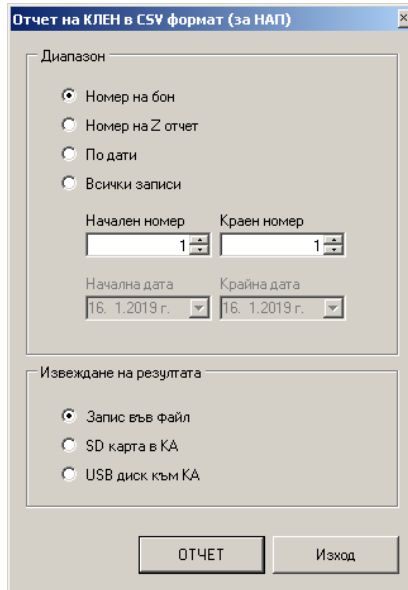 Отчет на КЛЕН в CSV формат (за НАП)
Диапазон
Номер на бон
Номер на Z отчет
По дати
Всички записи
Начален номер Краен номер
1 1
Начална дата Крайна дата
16. 1.2019 г. 16. 1.2019 г.
Извеждане на резултата
Запис във файл
SD карта в КА
USB диск към КА
ОТЧЕТ Изход